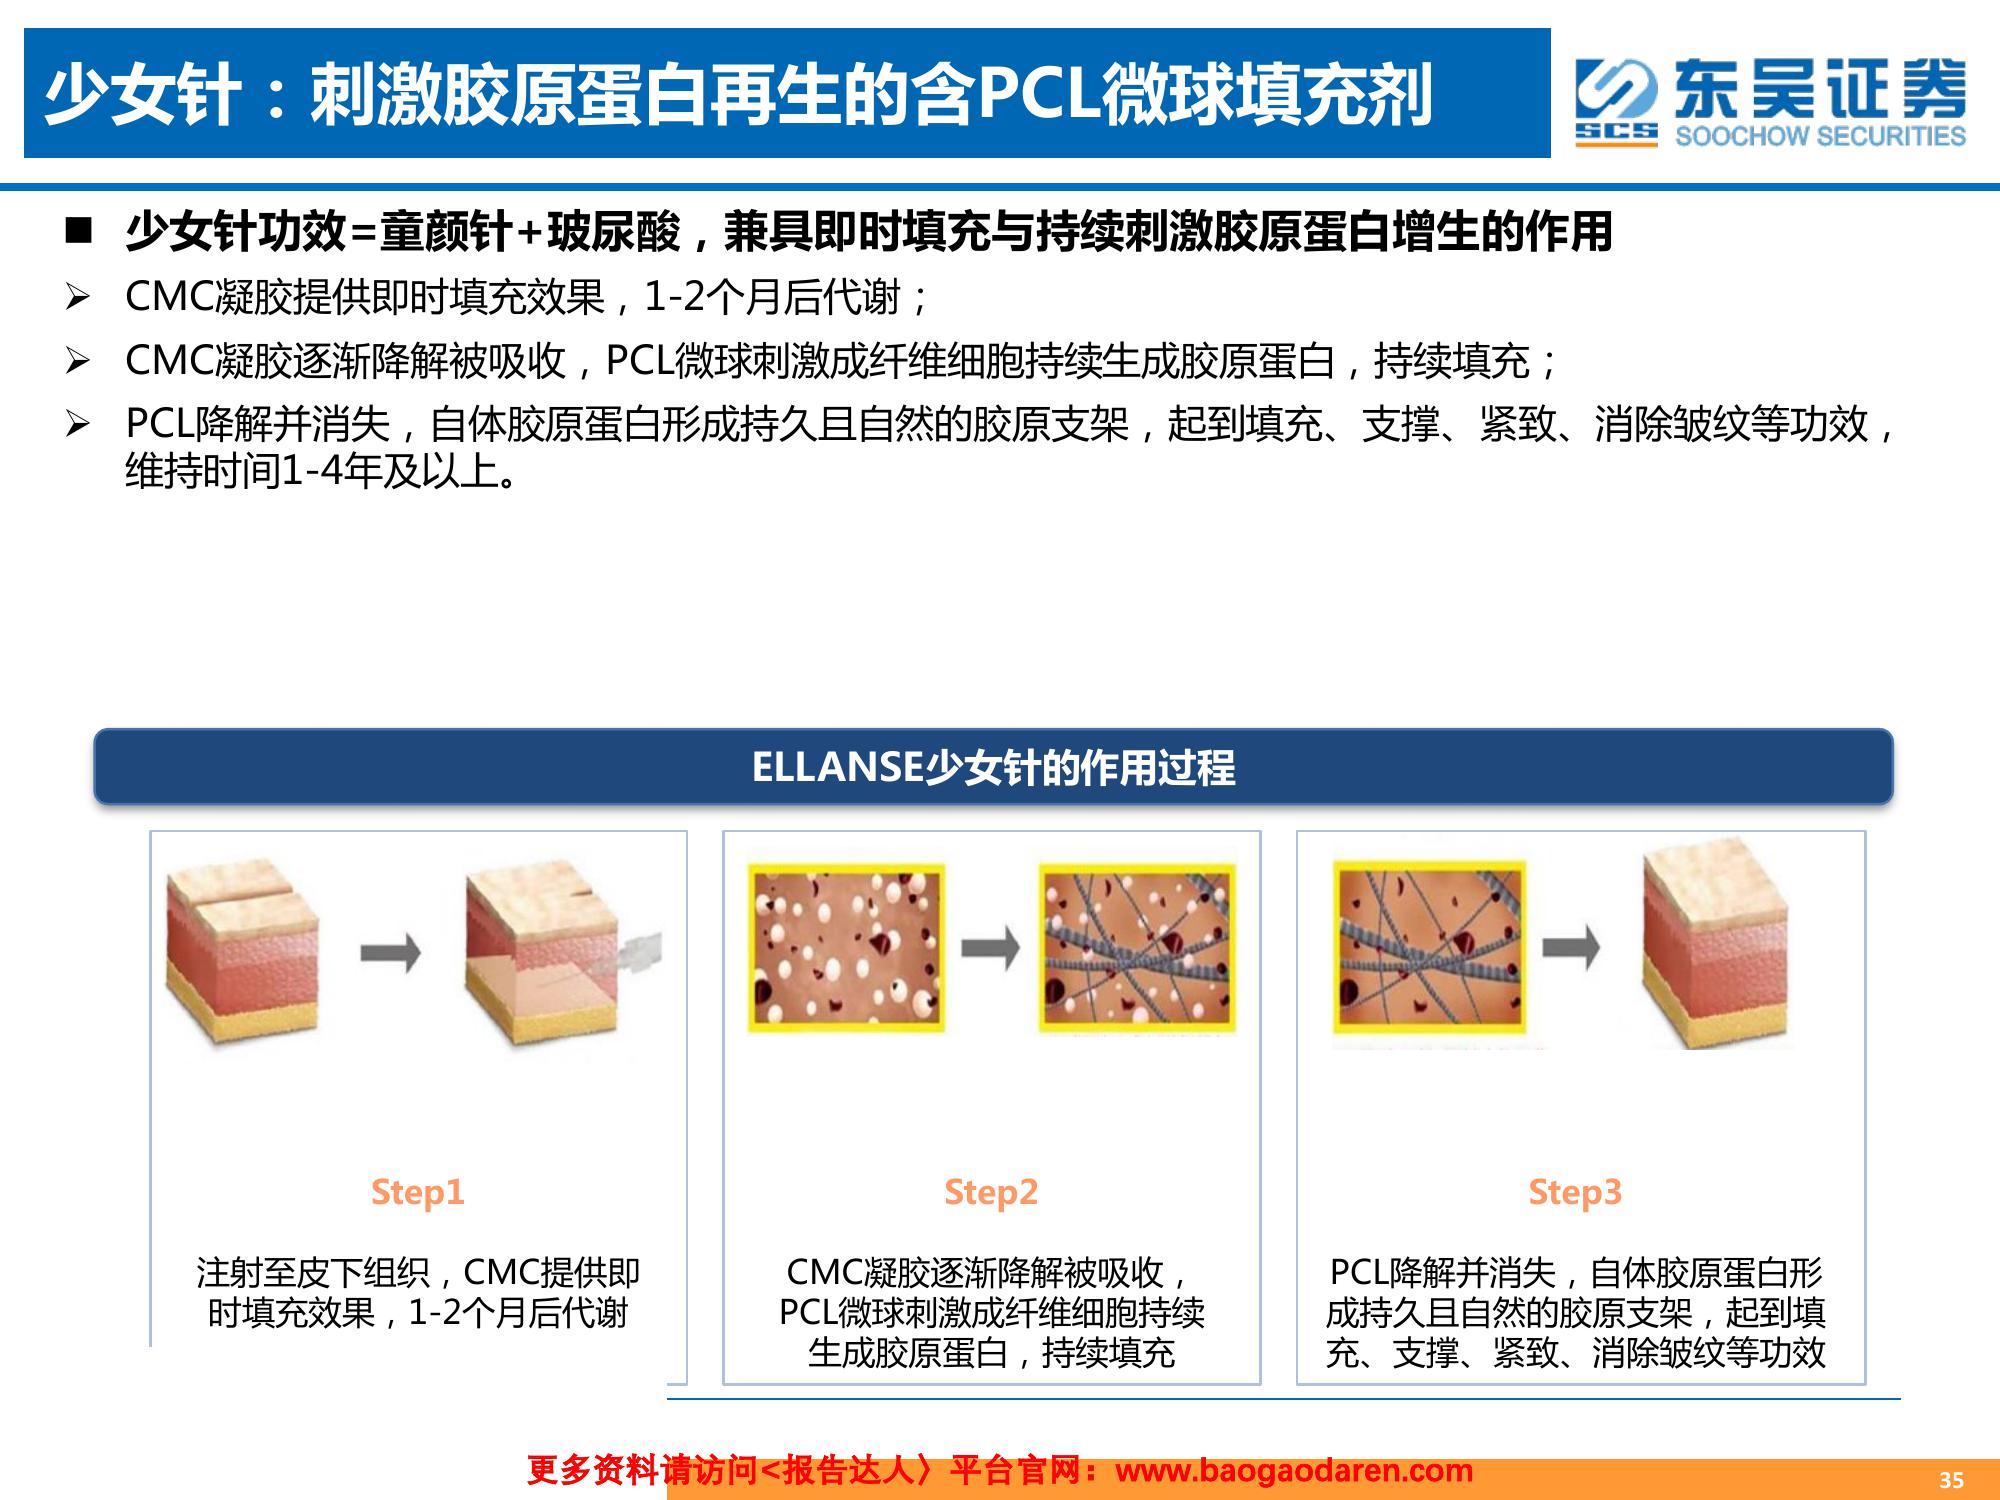 少女针：刺激胶原蛋白再生的含PCL微球填充剂
东吴证券
SCS
SOOCHOW SECURITIES
■ 少女针功效=童颜针+玻尿酸，兼具即时填充与持续刺激胶原蛋白增生的作用
➢ CMC凝胶提供即时填充效果，1-2个月后代谢；
➢ CMC凝胶逐渐降解被吸收，PCL微球刺激成纤维细胞持续生成胶原蛋白，持续填充；
➢ PCL降解并消失，自体胶原蛋白形成持久且自然的胶原支架，起到填充、支撑、紧致、消除皱纹等功效，
维持时间1-4年及以上。
ELLANSE少女针的作用过程
Step1
注射至皮下组织，CMC提供即
时填充效果，1-2个月后代谢
Step2
CMC凝胶逐渐降解被吸收，
PCL微球刺激成纤维细胞持续
生成胶原蛋白，持续填充
Step3
PCL降解并消失，自体胶原蛋白形
成持久且自然的胶原支架，起到填
充、支撑、紧致、消除皱纹等功效
更多资料请访问<报告达人〉平台官网：www.baogaodaren.com
35